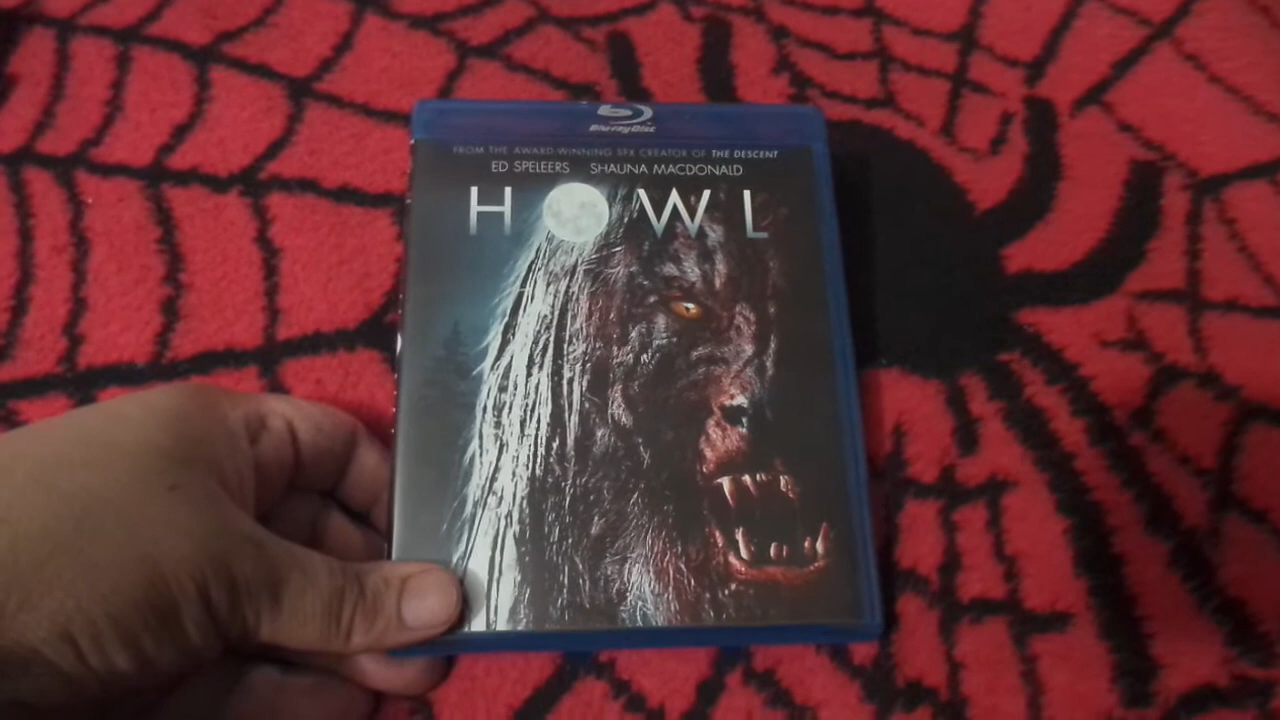 Blu-ray Disc
FROM THE AWARD-WINNING SFX CREATOR OF THE DESCENT
ED SPELEERS SHAUNA MACDONALD
HOWL